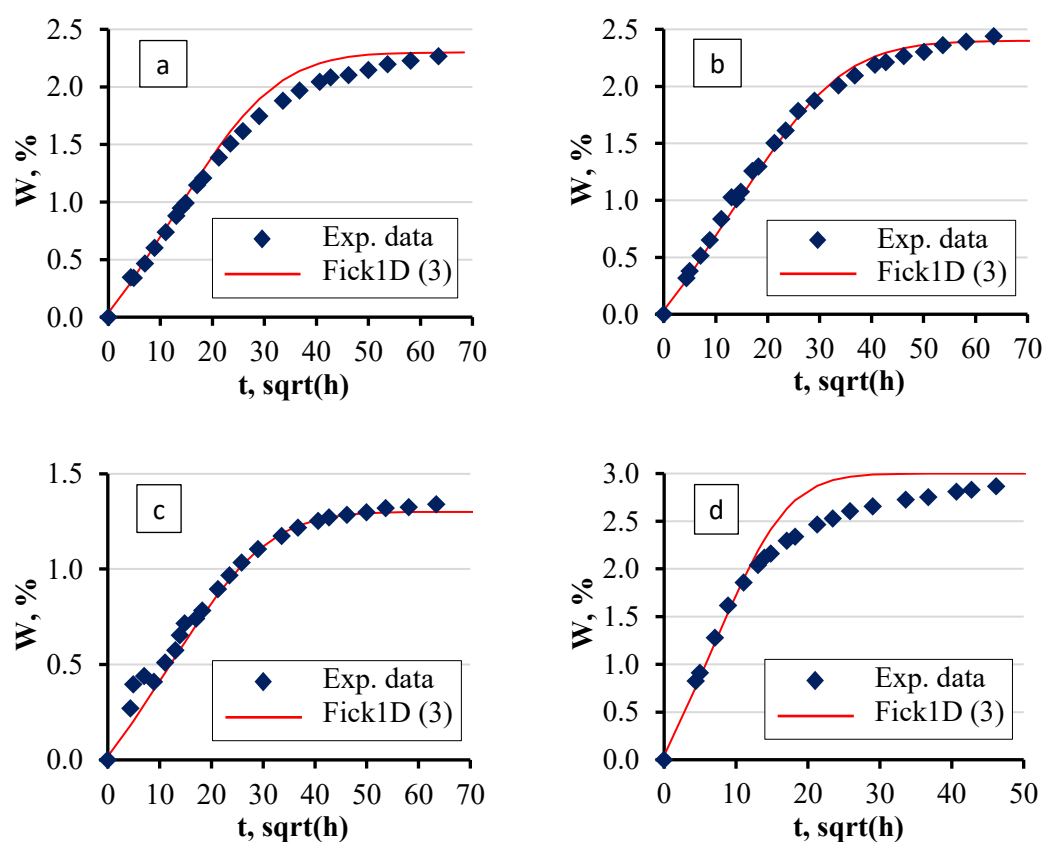 2.5
2.0
1.5
1.0
0.5
0.0
W, %
a
Exp. data
Fick1D (3)
0 10 20 30 40 50 60 70
t, sqrt(h)
2.5
2.0
1.5
1.0
0.5
0.0
W, %
b
Exp. data
Fick1D (3)
0 10 20 30 40 50 60 70
t, sqrt(h)
1.5
1.0
0.5
0.0
W, %
c
Exp. data
Fick1D (3)
0 10 20 30 40 50 60 70
t, sqrt(h)
3.0
2.5
2.0
1.5
1.0
0.5
0.0
W, %
d
Exp. data
Fick1D (3)
0 10 20 30 40 50
t, sqrt(h)